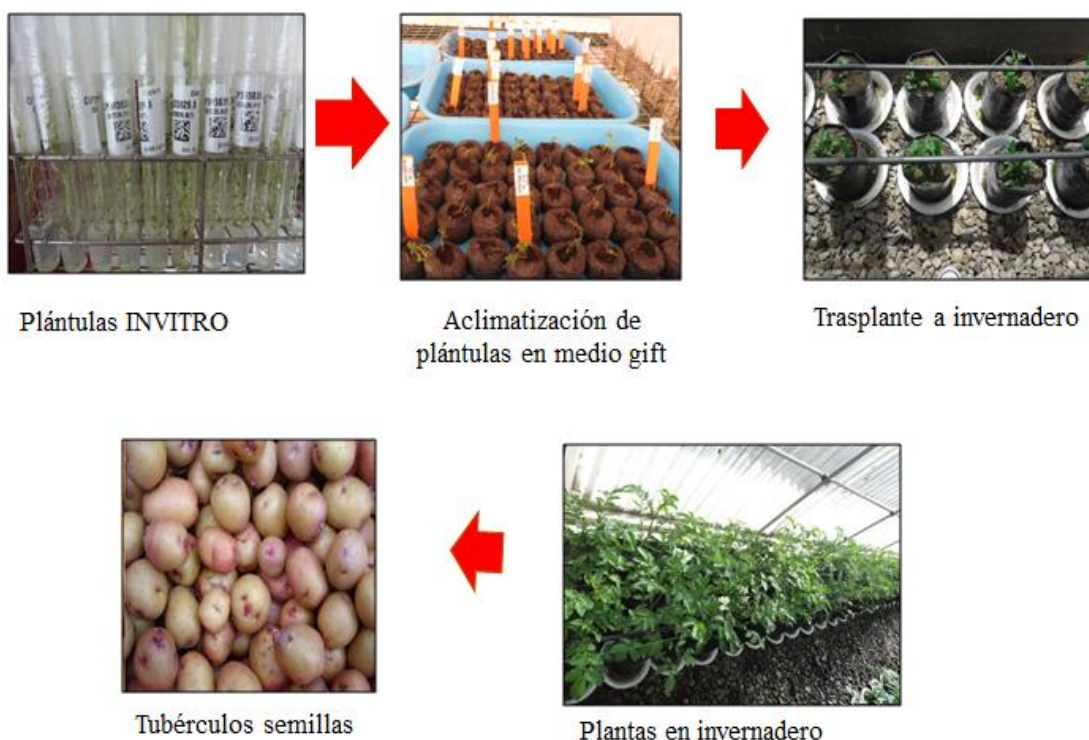 Plántulas INVITRO
Aclimatización de
plántulas en medio gift
Trasplante a invernadero
Tubérculos semillas
Plantas en invernadero